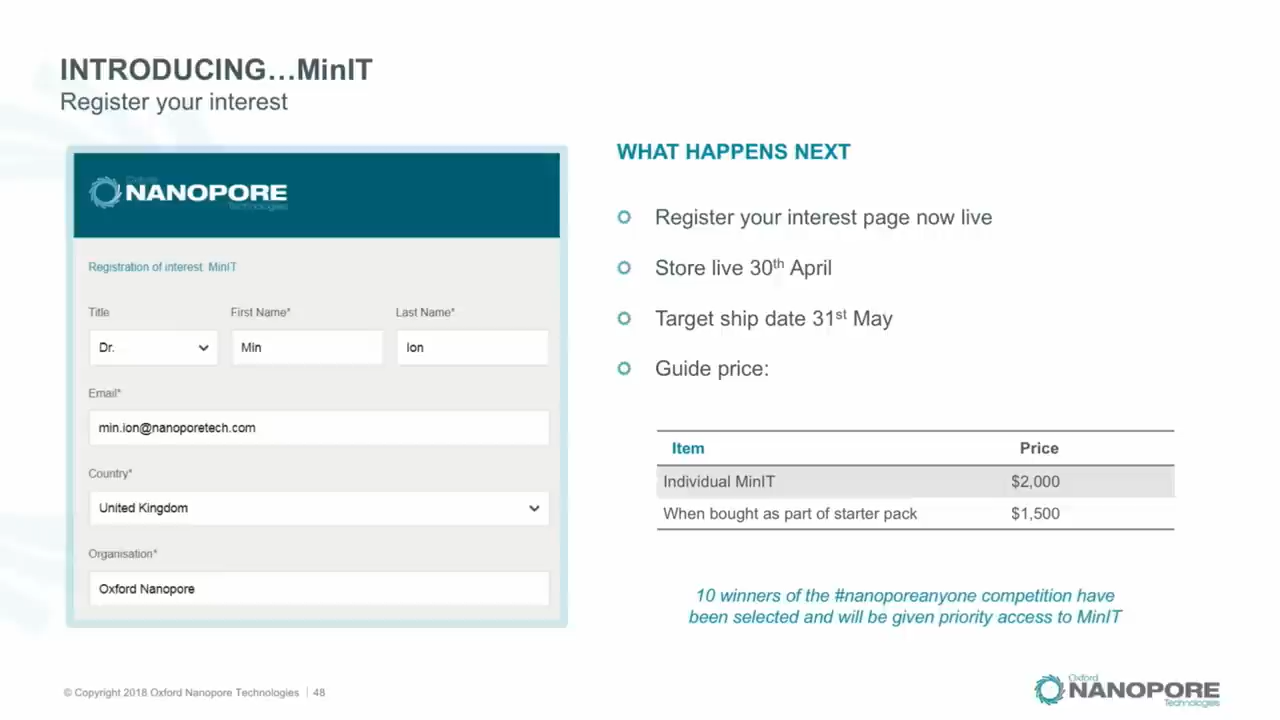 INTRODUCING…MinIT
Register your interest
Oxford
NANOPORE
Technologies
Registration of interest: MinIT
Title
First Name*
Last Name*
Dr.
Min
Ion
Email*
min.ion@nanoporetech.com
Country*
United Kingdom
Organisation*
Oxford Nanopore
WHAT HAPPENS NEXT
Register your interest page now live
Store live 30th April
Target ship date 31st May
Guide price:
Item Price
Individual MinIT $2,000
When bought as part of starter pack $1,500
10 winners of the #nanoporeanyone competition have
been selected and will be given priority access to MinIT
© Copyright 2018 Oxford Nanopore Technologies | 48
Oxford
NANOPORE
Technologies